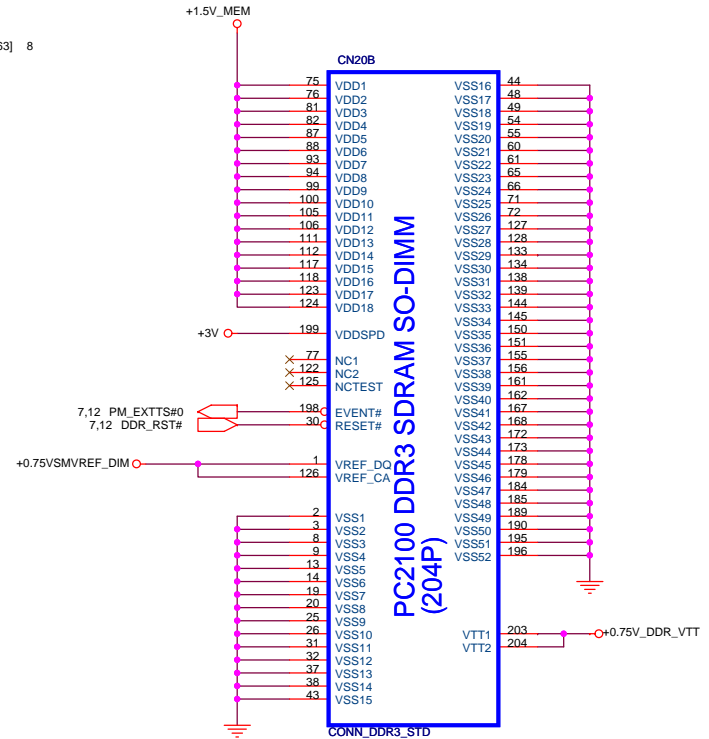 +1.5V_MEM
63] 8
CN20B
75 VDD1 VSS16 44
76 VDD2 VSS17 48
81 VDD3 VSS18 49
82 VDD4 VSS19 54
87 VDD5 VSS20 55
88 VDD6 VSS21 60
93 VDD7 VSS22 61
94 VDD8 VSS23 65
99 VDD9 VSS24 66
100 VDD10 VSS25 71
105 VDD11 VSS26 72
106 VDD12 VSS27 127
111 VDD13 VSS28 128
112 VDD14 VSS29 133
117 VDD15 VSS30 134
118 VDD16 VSS31 138
123 VDD17 VSS32 139
124 VDD18 VSS33 144
VSS34 145
+3V 199 VDDSPD VSS35 150
VSS36 151
77 NC1 VSS37 155
122 NC2 VSS38 156
125 NCTEST VSS39 161
VSS40 162
7,12 PM_EXTTS#0 198 EVENT# VSS41 167
7,12 DDR_RST# 30 RESET# VSS42 168
VSS43 172
VSS44 173
+0.75VSMVREF_DIM 1 VREF_DQ VSS45 178
126 VREF_CA VSS46 179
VSS47 184
VSS48 185
2 VSS1 VSS49 189
3 VSS2 VSS50 190
8 VSS3 VSS51 195
9 VSS4 VSS52 196
13 VSS5
14 VSS6
19 VSS7
20 VSS8
25 VSS9
26 VSS10 VTT1 203 +0.75V_DDR_VTT
31 VSS11 VTT2 204
32 VSS12
37 VSS13
38 VSS14
43 VSS15
PC2100 DDR3 SDRAM SO-DIMM
(204P)
CONN_DDR3_STD